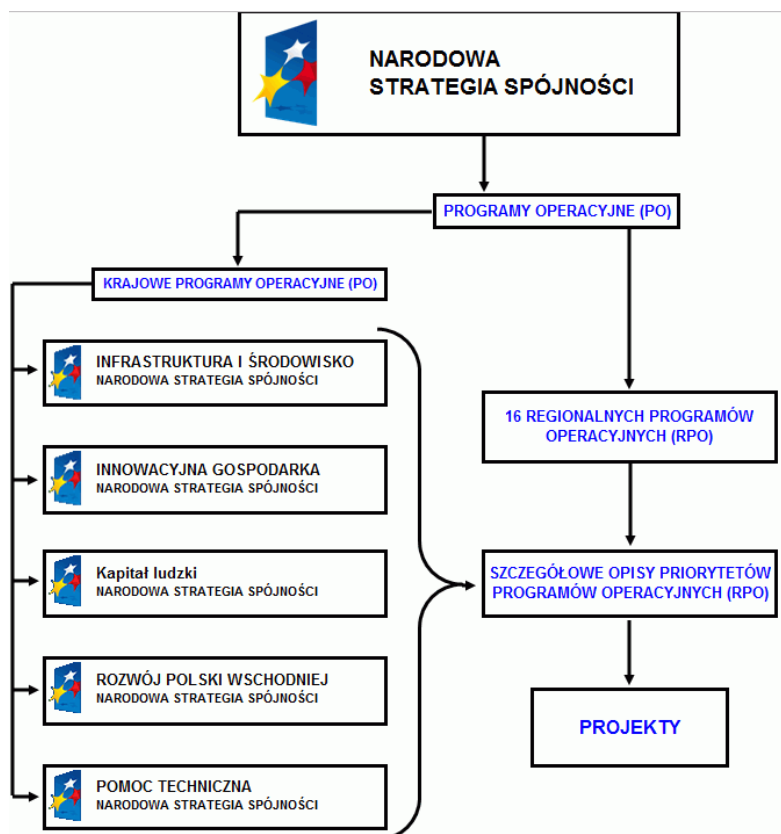 NARODOWA
STRATEGIA SPÓJNOŚCI
PROGRAMY OPERACYJNE (PO)
KRAJOWE PROGRAMY OPERACYJNE (PO)
INFRASTRUKTURA I ŚRODOWISKO
NARODOWA STRATEGIA SPÓJNOŚCI
INNOWACYJNA GOSPODARKA
NARODOWA STRATEGIA SPÓJNOŚCI
Kapitał ludzki
NARODOWA STRATEGIA SPÓJNOŚCI
ROZWÓJ POLSKI WSCHODNIEJ
NARODOWA STRATEGIA SPÓJNOŚCI
POMOC TECHNICZNA
NARODOWA STRATEGIA SPÓJNOŚCI
16 REGIONALNYCH PROGRAMÓW
OPERACYJNYCH (RPO)
SZCZEGÓŁOWE OPISY PRIORYTETÓW
PROGRAMÓW OPERACYJNYCH (RPO)
PROJEKTY